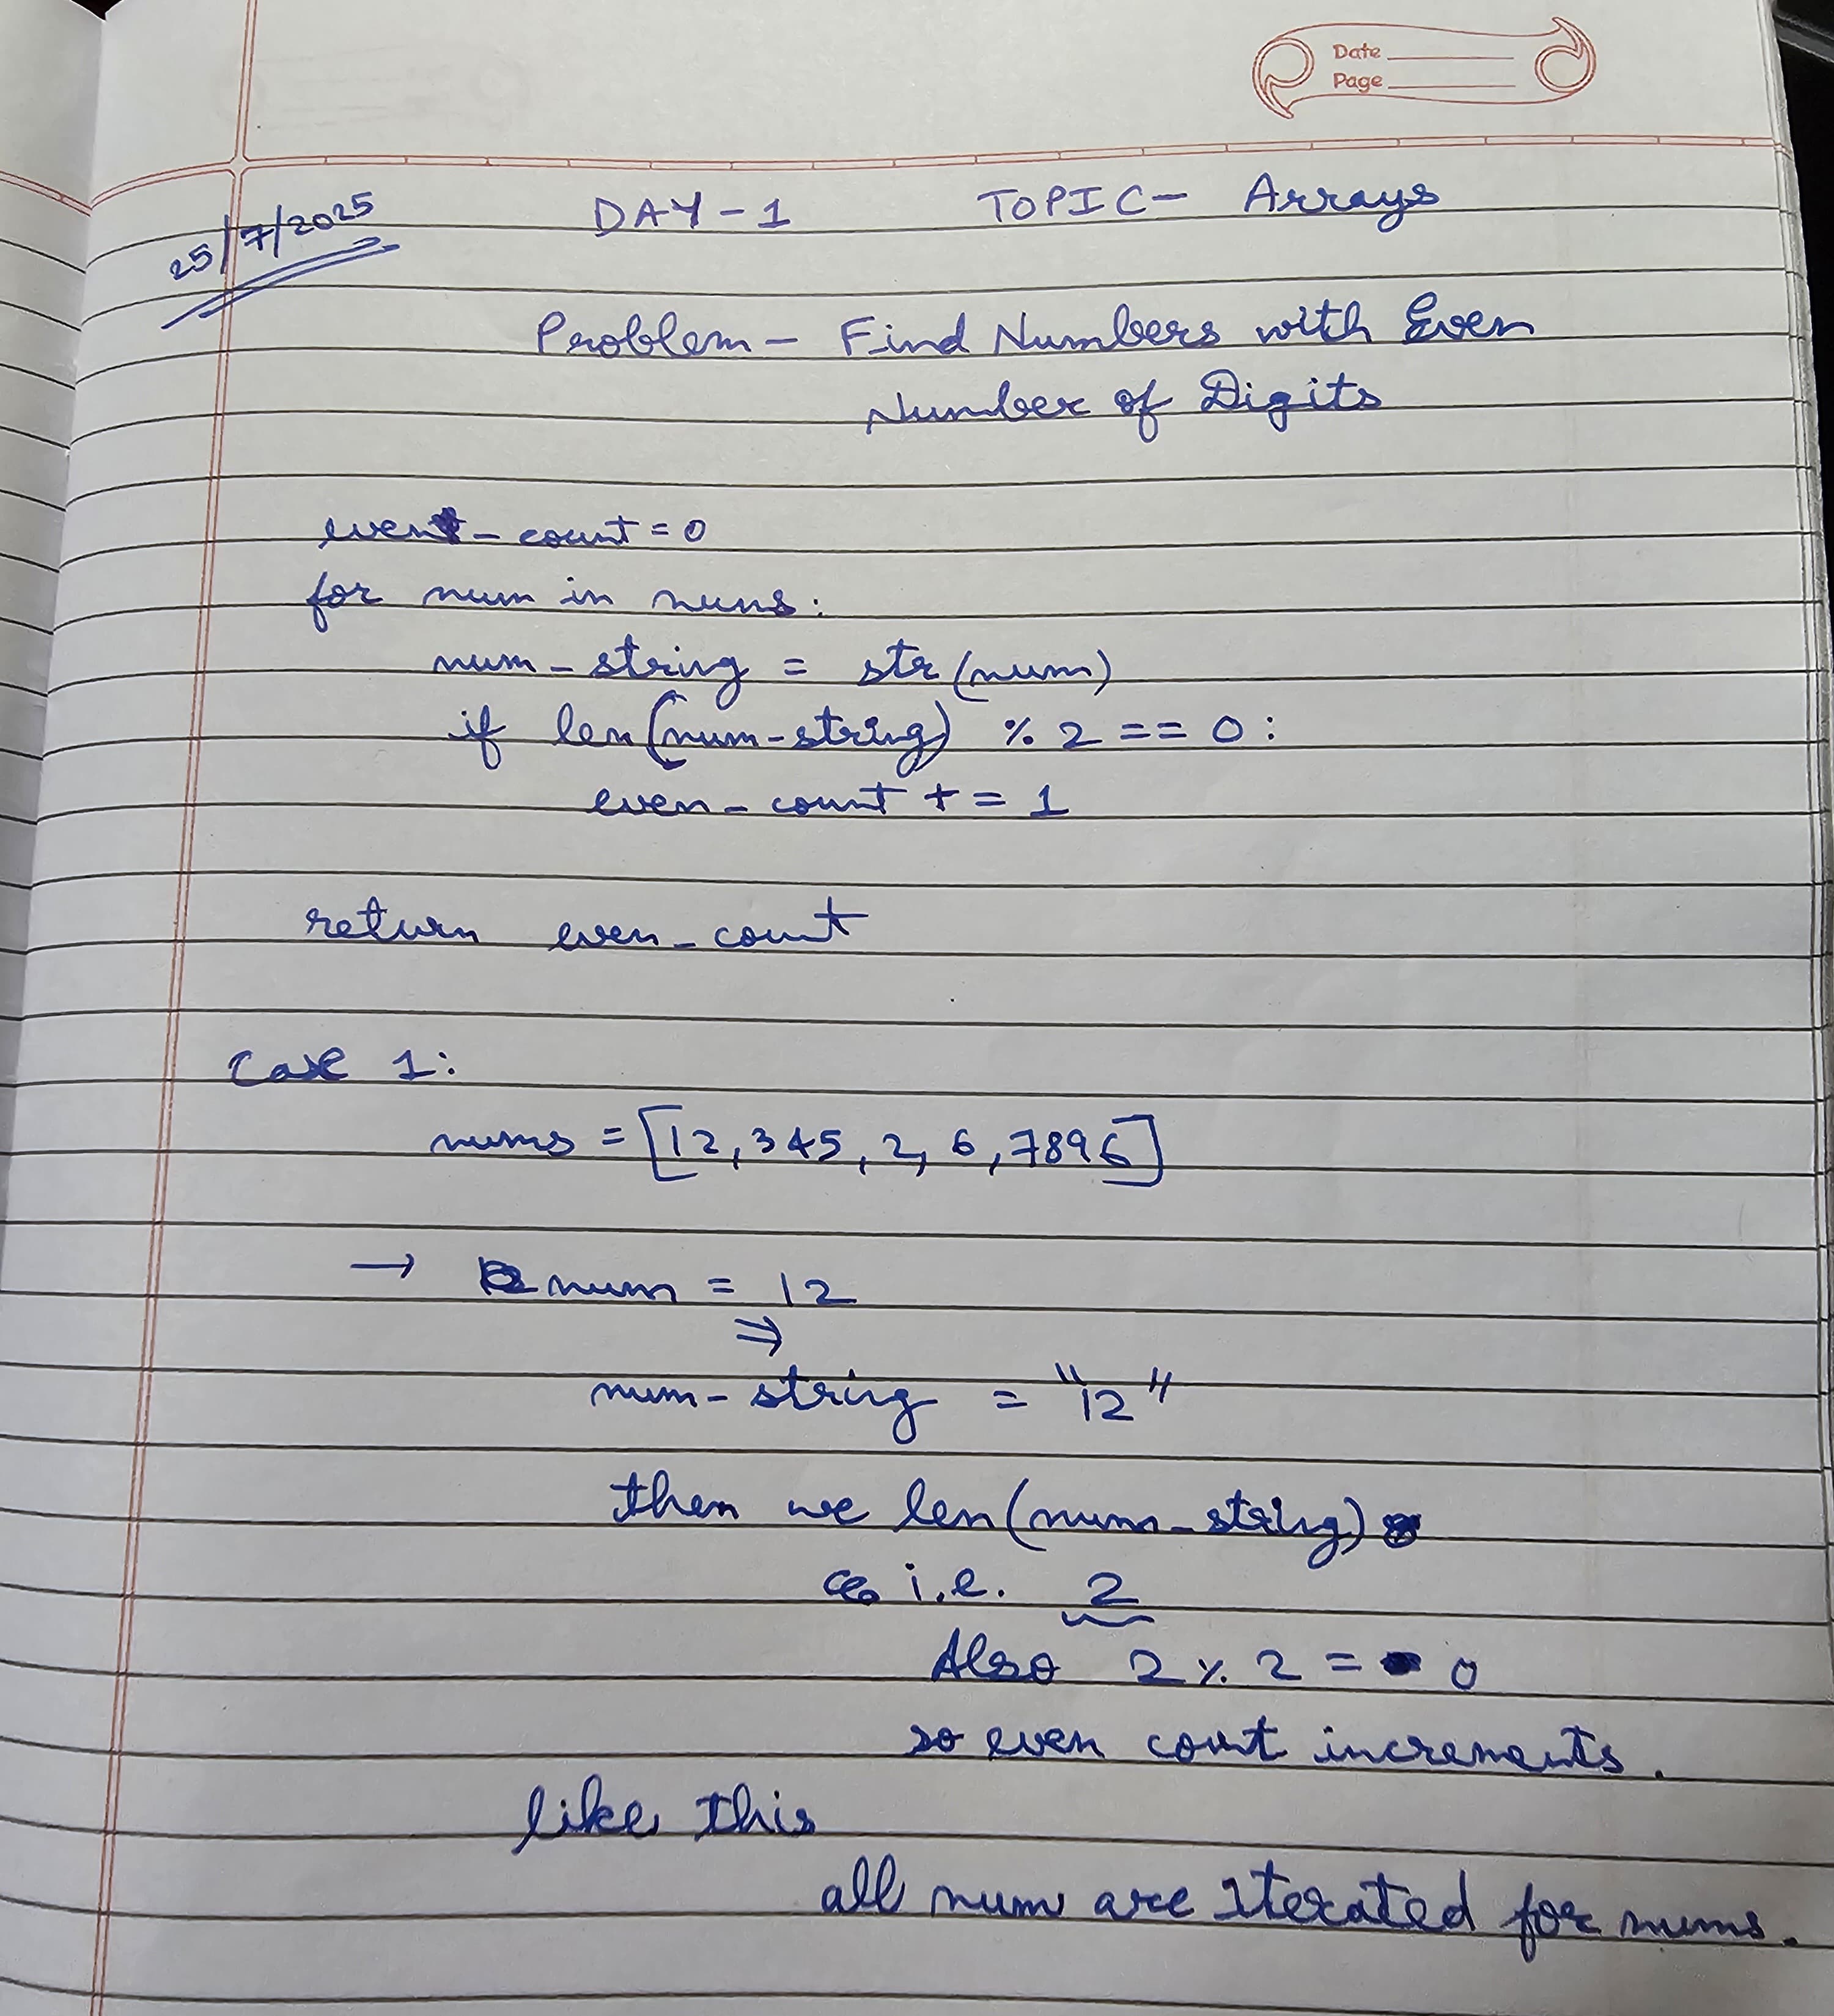 Date
Page
25/7/2025
DAY-1 TOPIC- Arrays
Problem- Find Numbers with Even
Number of Digits
even_count=0
for num in nums:
num_string = str(num)
if len(num_string) % 2 == 0:
even_count += 1
return even_count
Case 1:
nums = [12,345,2,6,7896]
→ num = 12
⇒
num_string = "12"
then we len(num_string)
i.e. 2
Also 2 % 2 = 0
so even count increments.
like this
all num are iterated for nums.